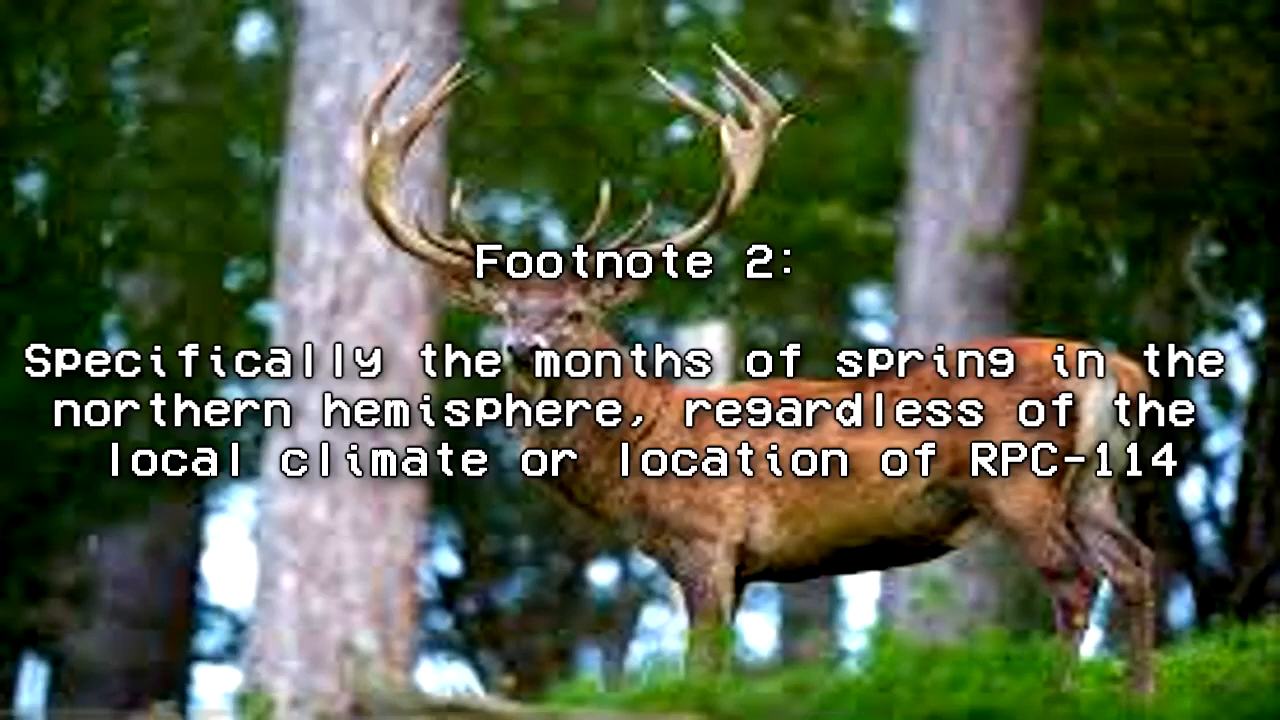 Footnote 2:
Specifically the months of spring in the
northern hemisphere, regardless of the
local climate or location of RPC-114